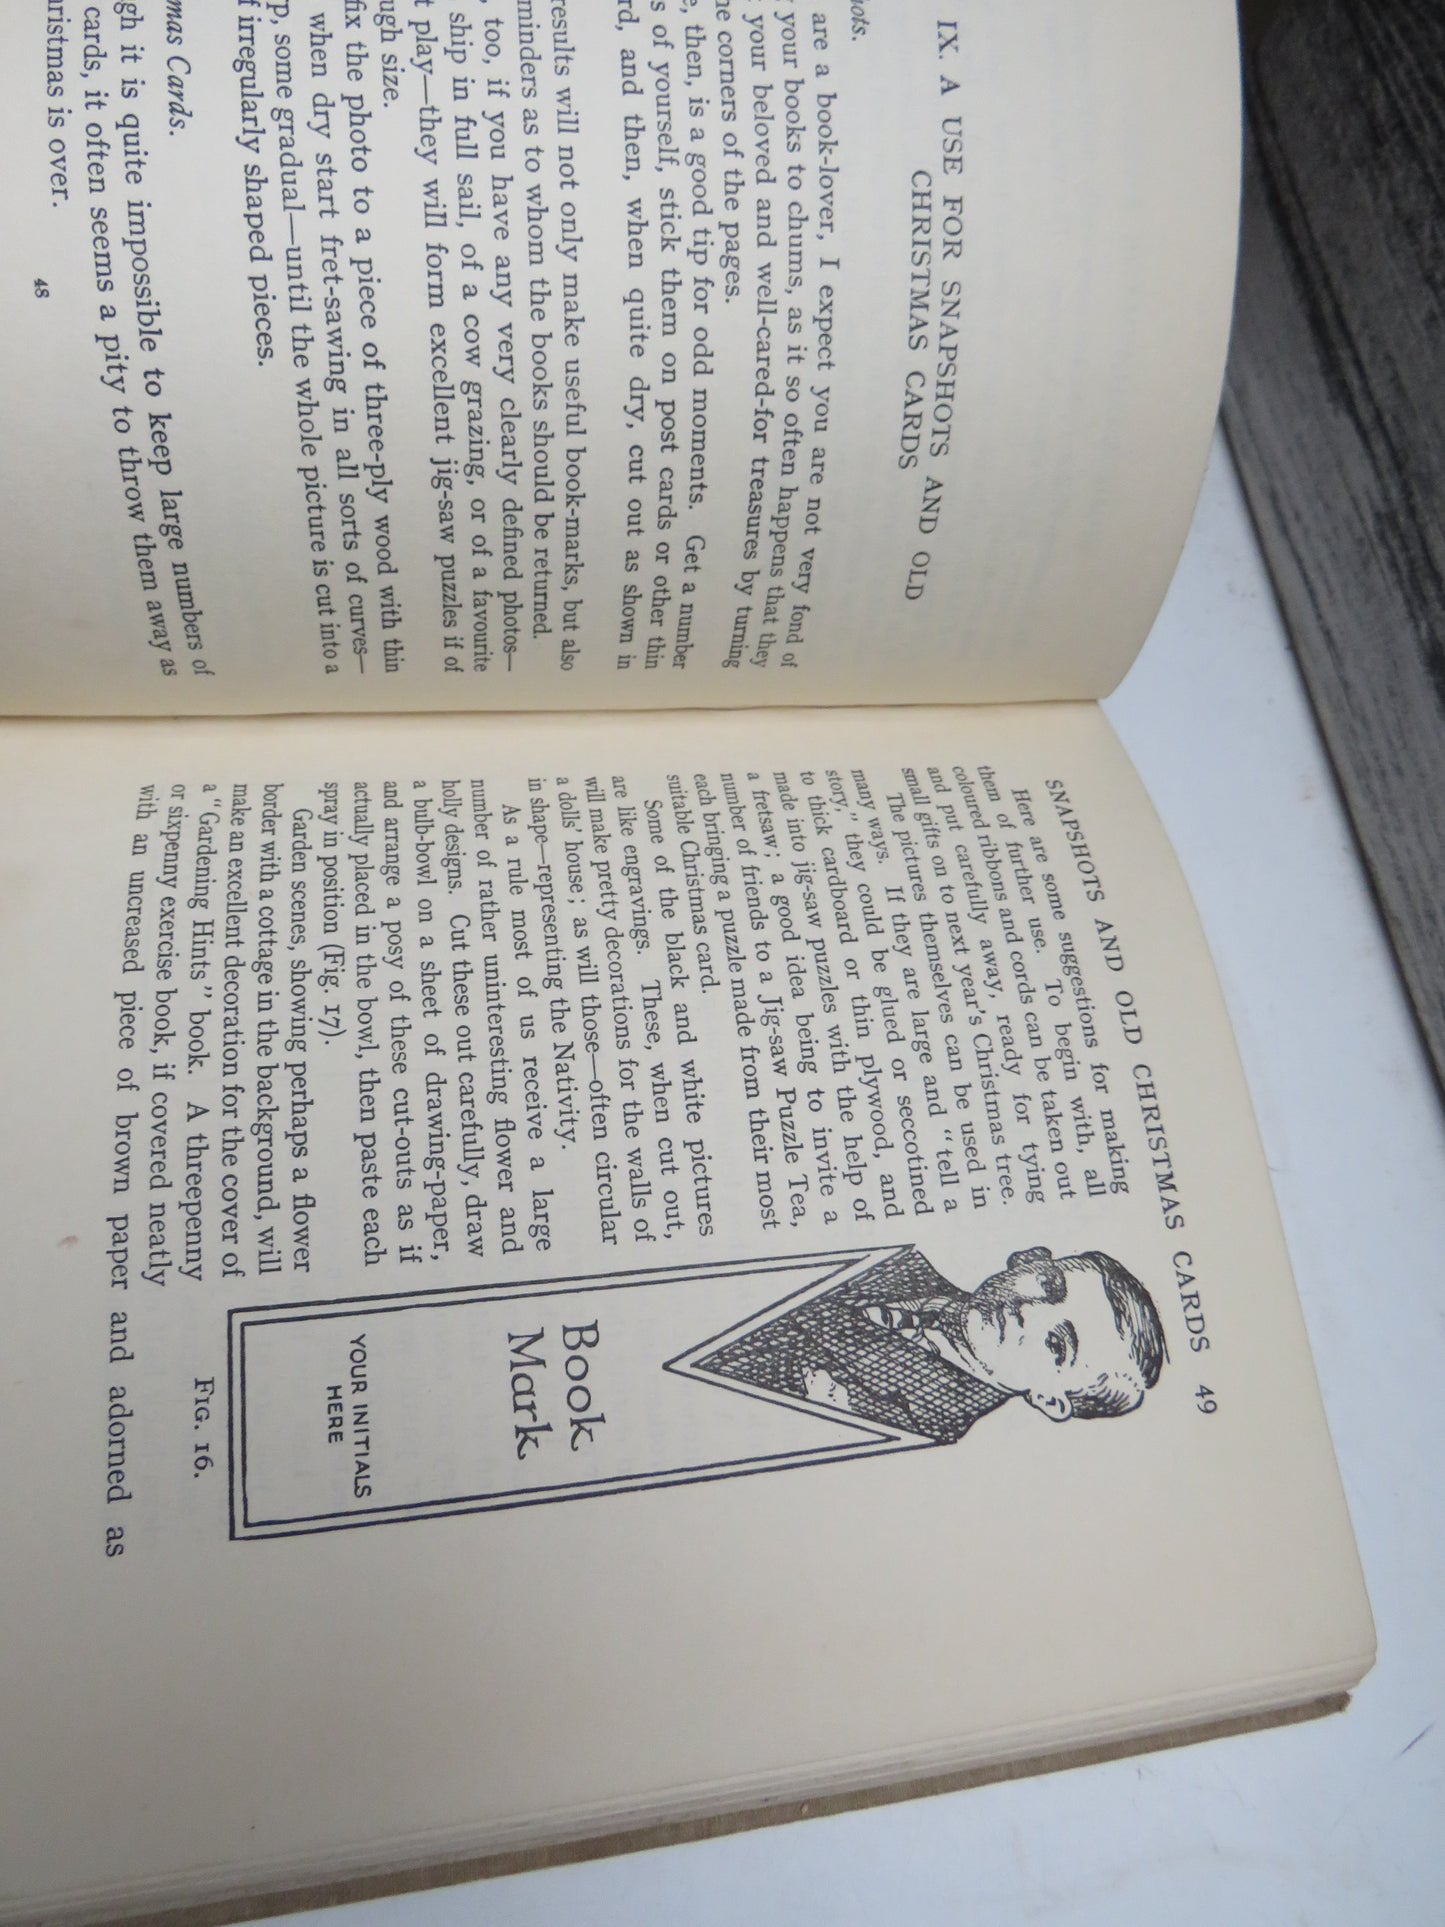 IX. A USE FOR SNAPSHOTS AND OLD
CHRISTMAS CARDS
are a book-lover, I expect you are not very fond of
your books to chums, as it so often happens that they
your beloved and well-cared-for treasures by turning
corners of the pages.
then, is a good tip for odd moments. Get a number
of yourself, stick them on post cards or other thin
and then, when quite dry, cut out as shown in
results will not only make useful book-marks, but also
minders as to whom the books should be returned.
too, if you have any very clearly defined photos—
ship in full sail, of a cow grazing, or of a favourite
play—they will form excellent jig-saw puzzles if of
size.
fix the photo to a piece of three-ply wood with thin
when dry start fret-sawing in all sorts of curves—
some gradual—until the whole picture is cut into a
irregularly shaped pieces.
mas Cards.
gh it is quite impossible to keep large numbers of
cards, it often seems a pity to throw them away as
ristmas is over.
48
SNAPSHOTS AND OLD CHRISTMAS CARDS 49
Here are some suggestions for making
them of further use. To begin with, all
coloured ribbons and cords can be taken out
and put carefully away, ready for tying
small gifts on to next year's Christmas tree.
The pictures themselves can be used in
many ways. If they are large and "tell a
story," they could be glued or seccotined
to thick cardboard or thin plywood, and
made into jig-saw puzzles with the help of
a fretsaw; a good idea being to invite a
number of friends to a Jig-saw Puzzle Tea,
each bringing a puzzle made from their most
suitable Christmas card.
Some of the black and white pictures
are like engravings. These, when cut out,
will make pretty decorations for the walls of
a dolls' house; as will those—often circular
in shape—representing the Nativity.
As a rule most of us receive a large
number of rather uninteresting flower and
holly designs. Cut these out carefully, draw
a bulb-bowl on a sheet of drawing-paper,
and arrange a posy of these cut-outs as if
actually placed in the bowl, then paste each
spray in position (Fig. 17).
Garden scenes, showing perhaps a flower
border with a cottage in the background, will
make an excellent decoration for the cover of
a "Gardening Hints" book. A threepenny
or sixpenny exercise book, if covered neatly
with an uncreased piece of brown paper and adorned as
Book
Mark
YOUR INITIALS
HERE
FIG. 16.